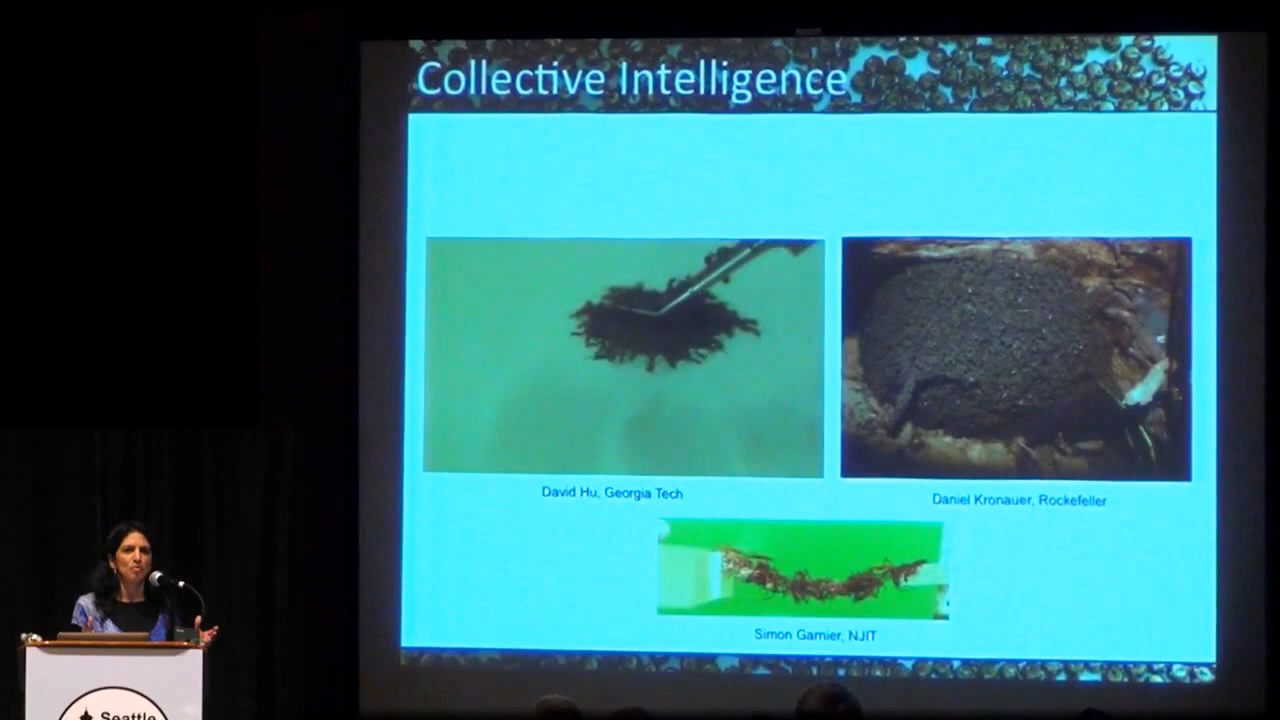 Collective Intelligence
David Hu, Georgia Tech
Daniel Kronauer, Rockefeller
Simon Garnier, NJIT
Seattle